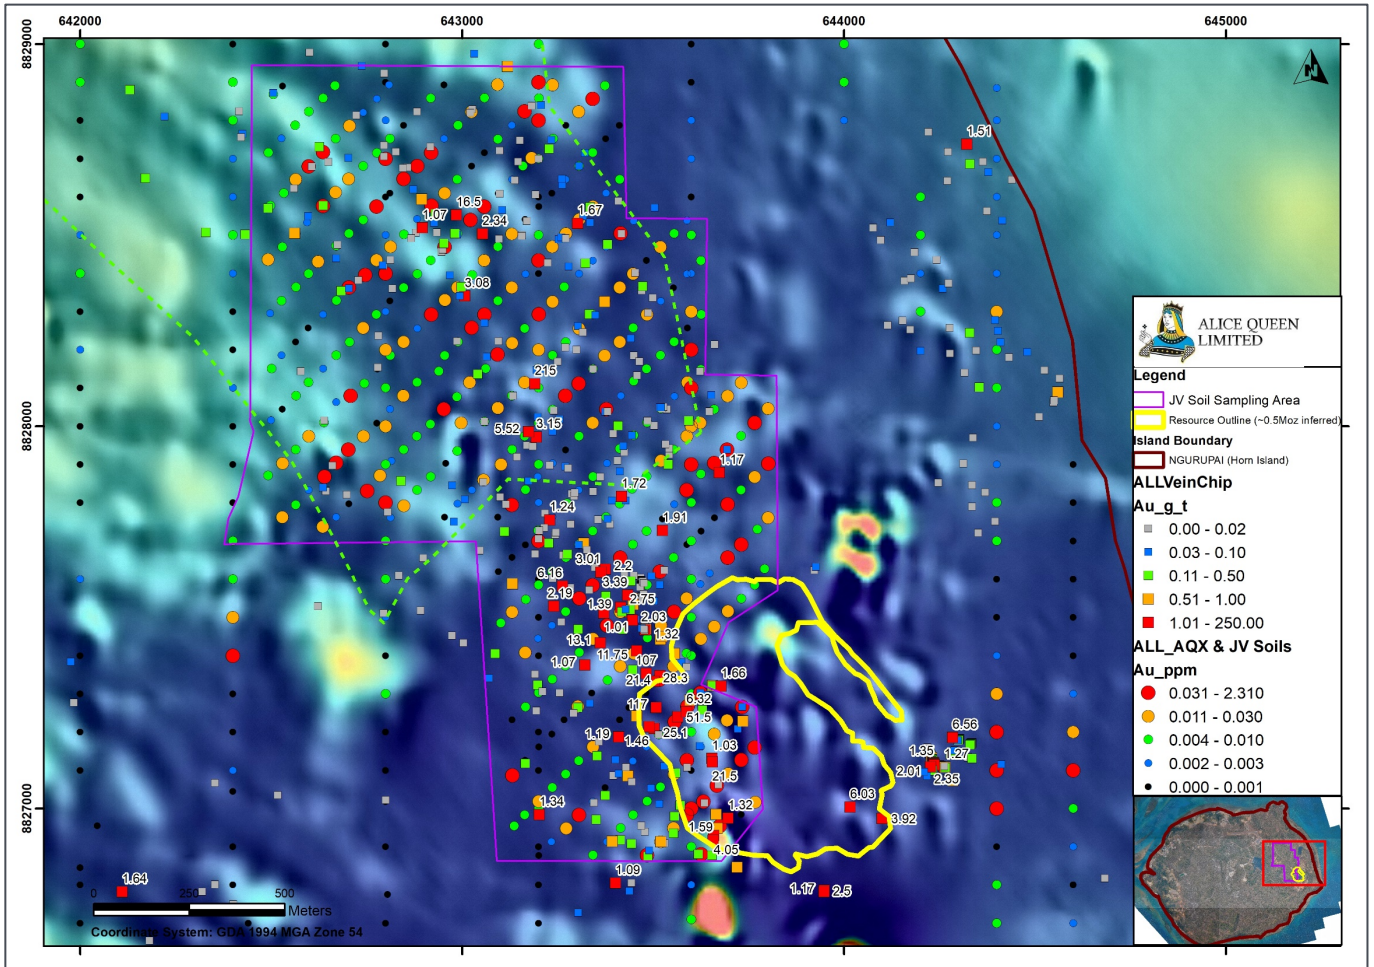 642000
643000
644000
645000
8829000
8828000
8827000
N
1.51
16.5
1.07
2.34
1.67
3.08
215
5.52
3.15
1.17
1.72
1.24
1.91
3.01
2.2
6.16
3.39
2.19
2.75
1.39
2.03
1.01
1.32
13.1
11.75
1.07
107
21.4
28.3
1.66
6.32
117
51.5
1.19
1.46
25.1
1.03
6.56
1.35
1.27
2.01
2.35
21.5
1.34
1.32
6.03
3.92
1.59
4.05
1.09
1.17
2.5
1.64
0
250
500
Meters
Coordinate System: GDA 1994 MGA Zone 54
ALICE QUEEN
LIMITED
Legend
JV Soil Sampling Area
Resource Outline (~0.5Moz inferred)
Island Boundary
NGURUPAI (Horn Island)
ALLVeinChip
Au_g_t
0.00 - 0.02
0.03 - 0.10
0.11 - 0.50
0.51 - 1.00
1.01 - 250.00
ALL_AQX & JV Soils
Au_ppm
0.031 - 2.310
0.011 - 0.030
0.004 - 0.010
0.002 - 0.003
0.000 - 0.001